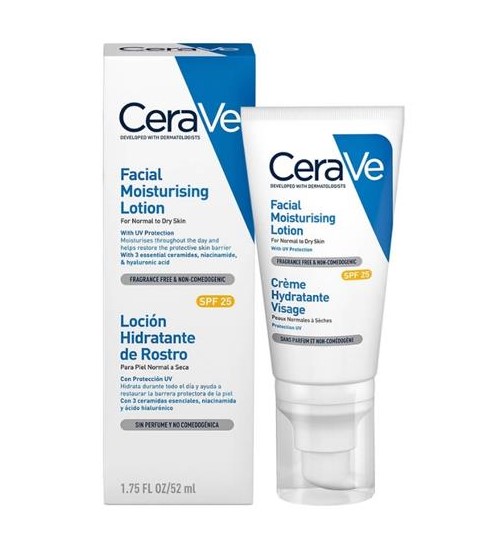 CeraVe
DEVELOPED WITH DERMATOLOGISTS
Facial
Moisturising
Lotion
For Normal to Dry Skin
With UV Protection
Moisturises throughout the day and
helps restore the protective skin barrier
With 3 essential ceramides, niacinamide,
& hyaluronic acid
FRAGRANCE FREE & NON-COMEDOGENIC
SPF 25
Loción
Hidratante
de Rostro
Para Piel Normal a Seca
Con Protección UV
Hidrata durante todo el día y ayuda a
restaurar la barrera protectora de la piel
Con 3 ceramidas esenciales, niacinamida
y ácido hialurónico
SIN PERFUME Y NO COMEDOGÉNICA
1.75 FL OZ/52 ml
CeraVe
DEVELOPED WITH DERMATOLOGISTS
Facial
Moisturising
Lotion
For Normal to Dry Skin
With UV Protection
FRAGRANCE FREE & NON-COMEDOGENIC
SPF 25
Crème
Hydratante
Visage
Peaux Normales à Sèches
Protection UV
SANS PARFUM ET NON-COMÉDOGÈNE